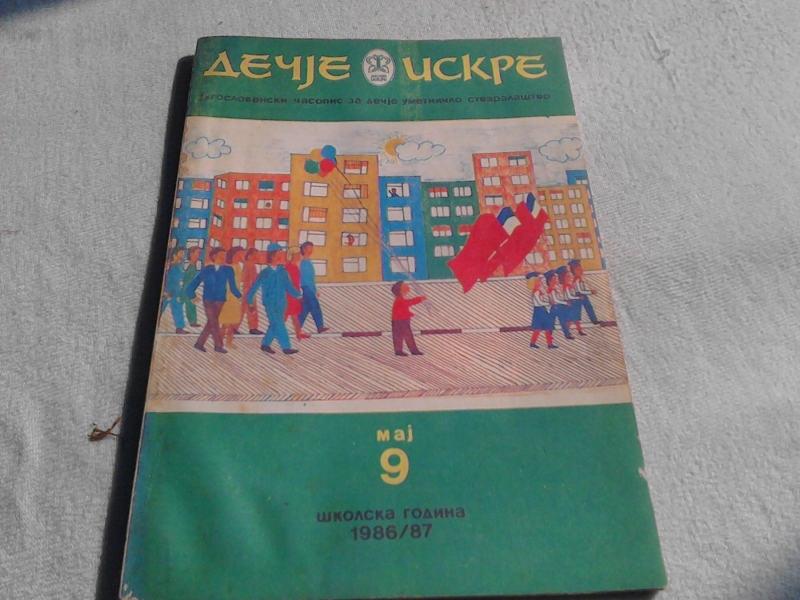 ДЕЧЈЕ ИСКРЕ
Југословенски часопис за дечје уметничко стваралаштво
мај
9
школска година
1986/87